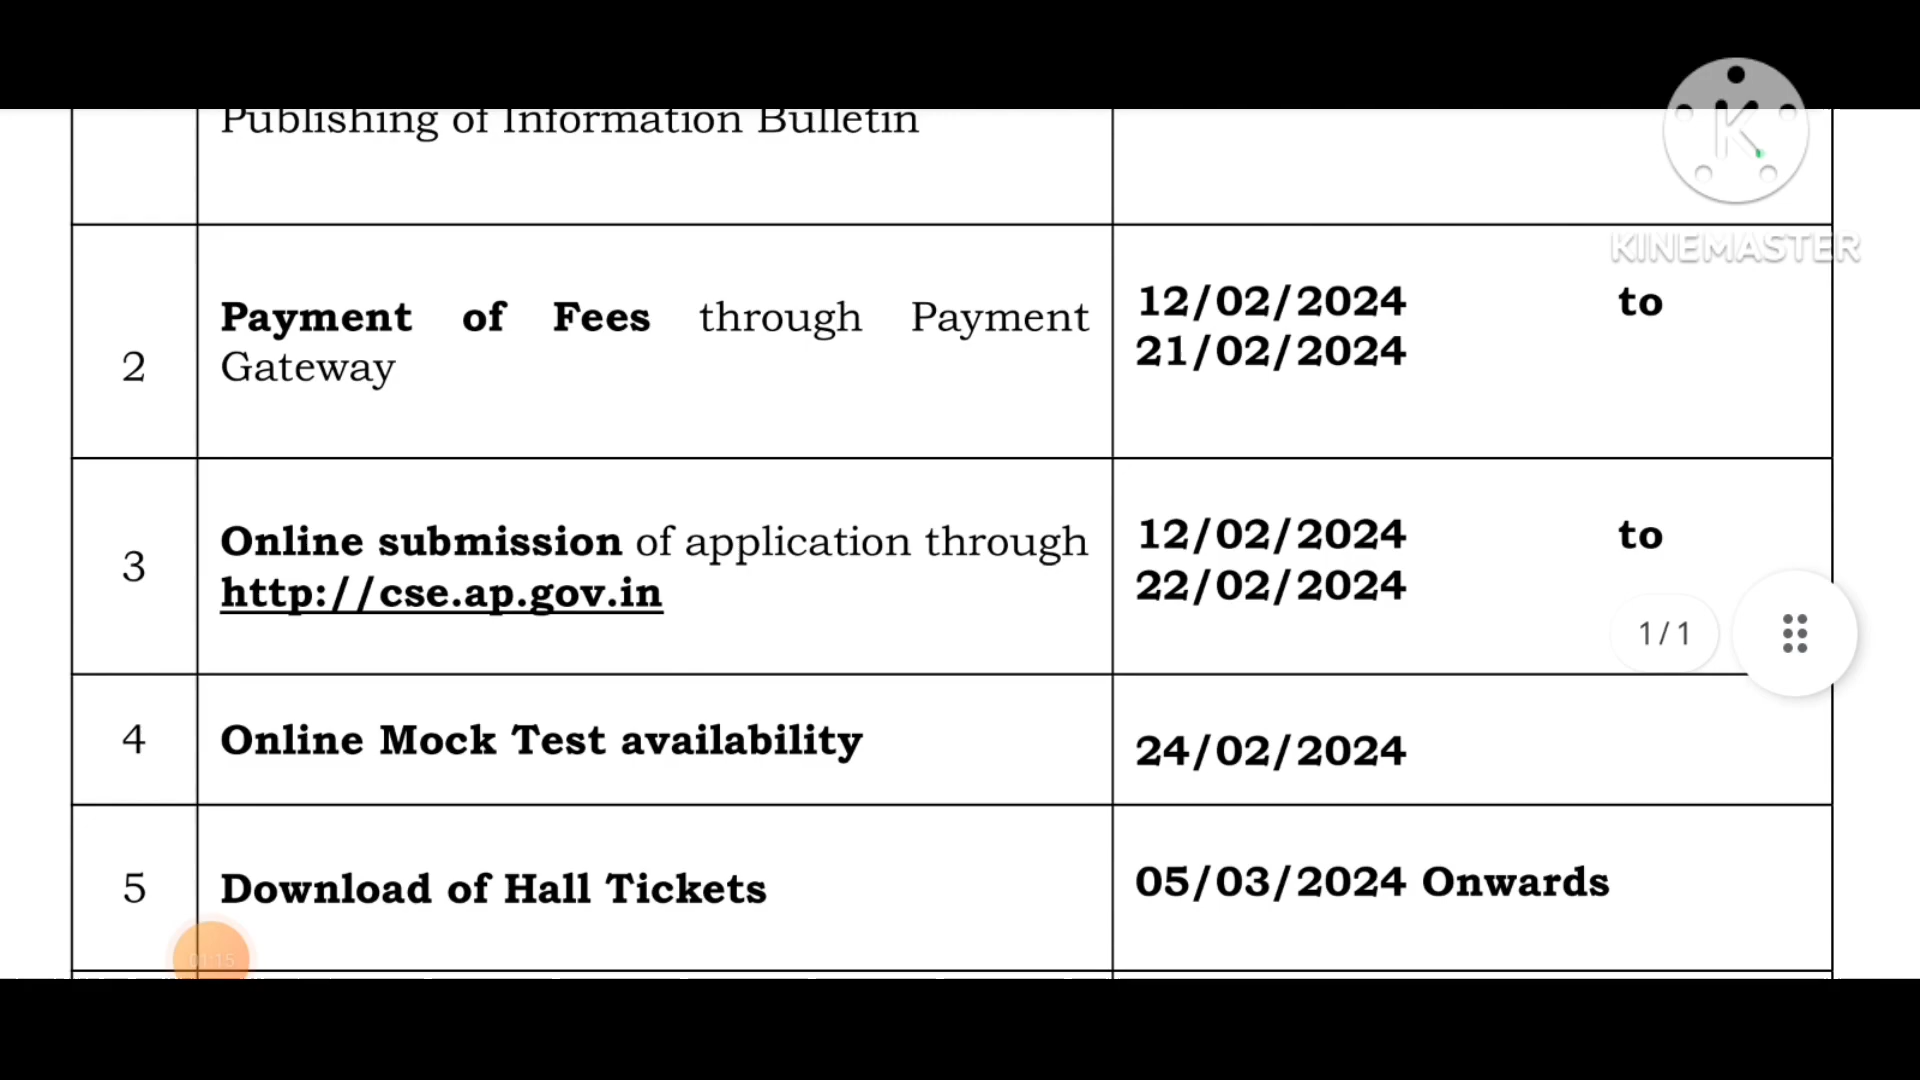 Publishing of Information Bulletin
KINEMASTER
2
Payment of Fees through Payment
Gateway
12/02/2024 to
21/02/2024
3
Online submission of application through
http://cse.ap.gov.in
12/02/2024 to
22/02/2024
1/1
4
Online Mock Test availability
24/02/2024
5
Download of Hall Tickets
05/03/2024 Onwards
01:15